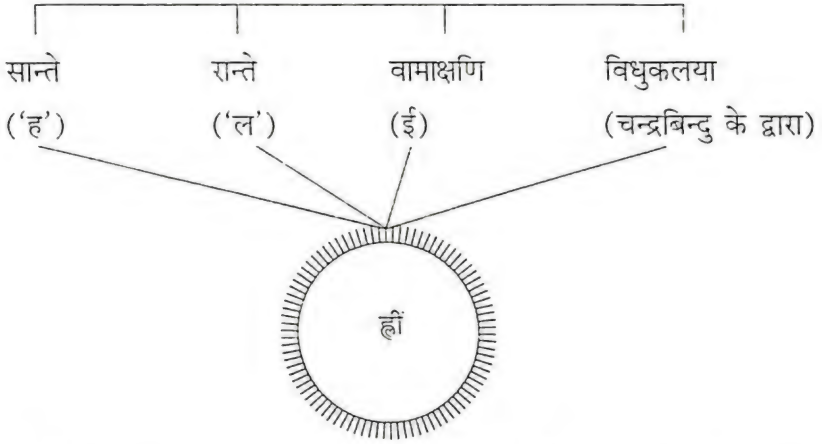 सान्ते रान्ते वामाक्षणि विधुकलया
(‘ह’) (‘ल’) (ई) (चन्द्रबिन्दु के द्वारा)
ह्लीं